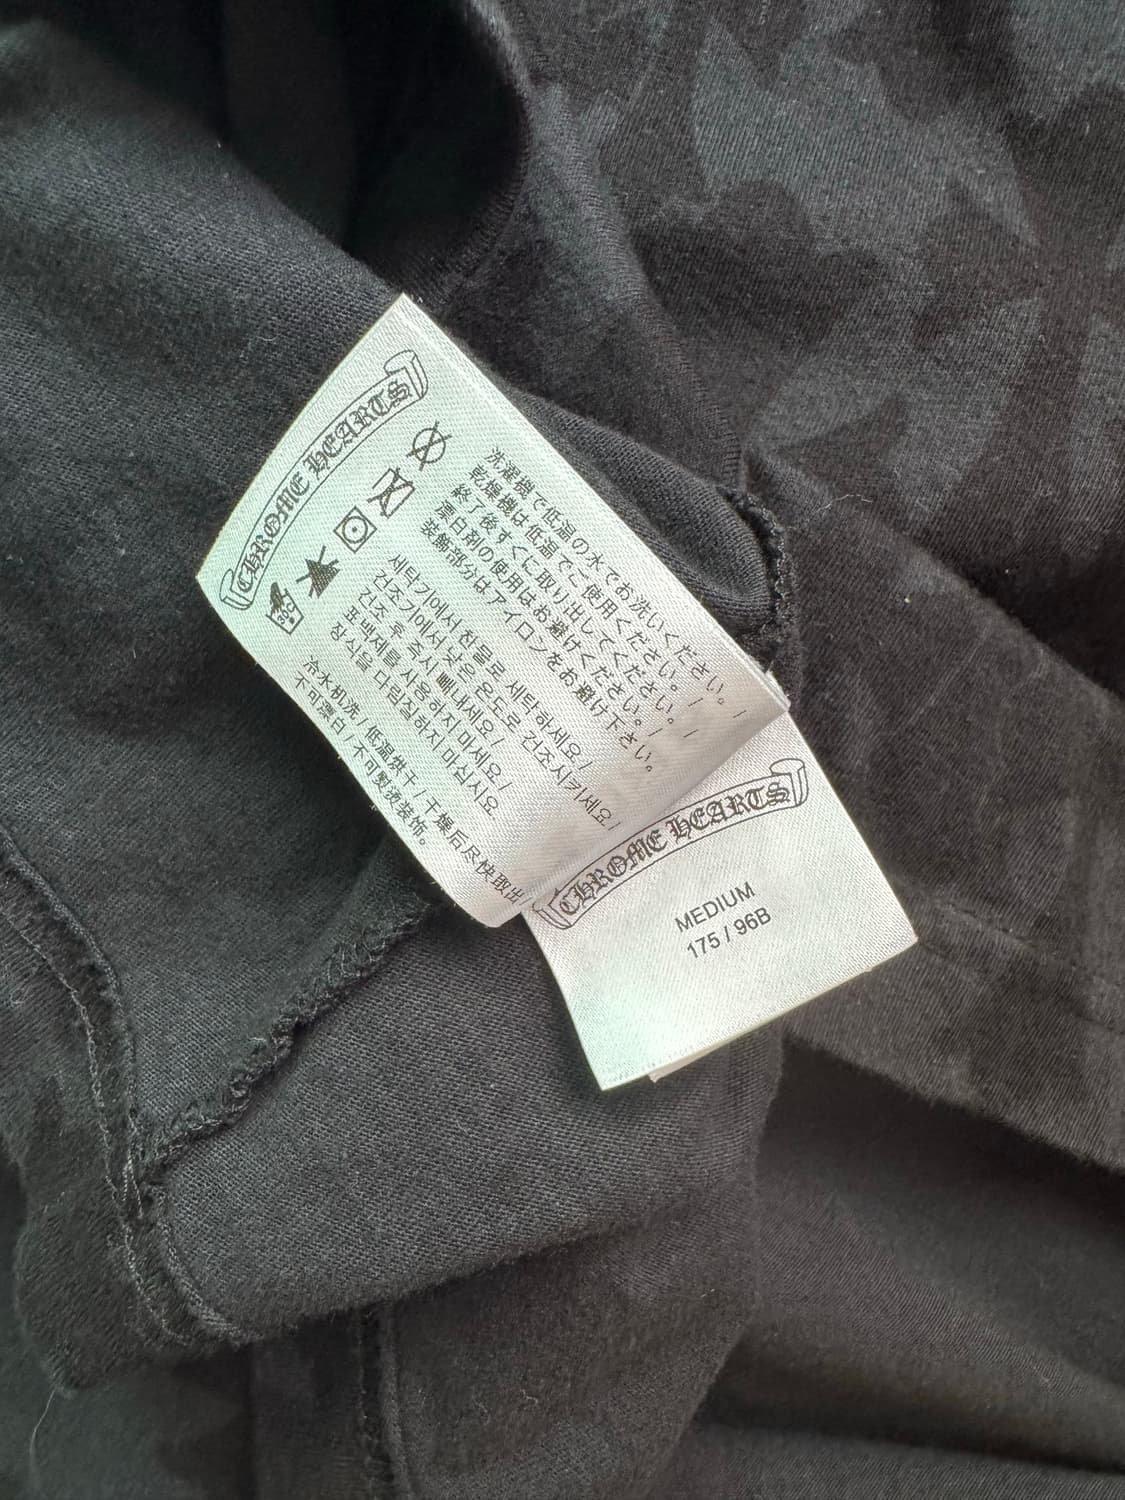 CHROME HEARTS
30°C
洗濯機で低温の水でお洗いください。/
乾燥機は低温でご使用ください。/
終了後すぐに取り出してください。/
漂白剤の使用はお避けください。/
装飾部分はアイロンをお避け下さい。
세탁기에서 찬물로 세탁하세요/
건조기에서 낮은 온도로 건조시키세요/
건조 후 즉시 빼내세요/
표백제를 사용하지 마세요/
장식을 다림질하지 마십시오
冷水机洗/低温烘干/干燥后尽快取出/
不可漂白/不可熨烫装饰。
CHROME HEARTS
MEDIUM
175 / 96B